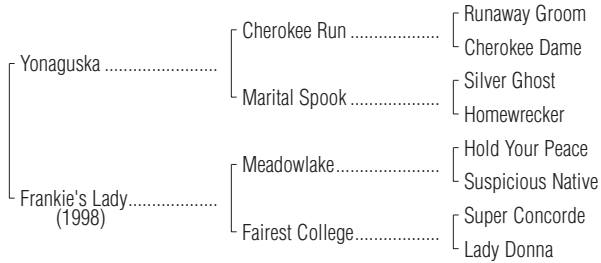 Runaway Groom
Cherokee Run ....................
Cherokee Dame
Yonaguska .........................
Silver Ghost
Marital Spook ....................
Homewrecker
Hold Your Peace
Meadowlake.......................
Suspicious Native
Frankie's Lady....................
(1998)
Super Concorde
Fairest College...................
Lady Donna